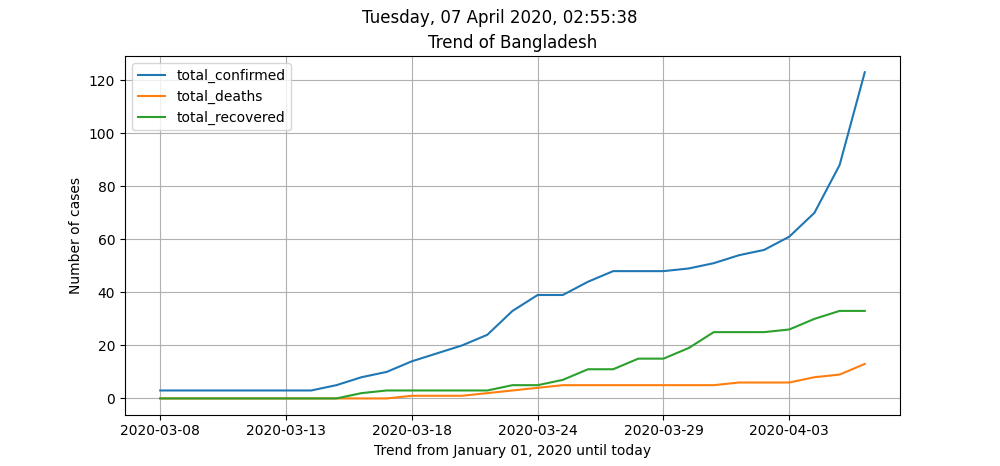 Tuesday, 07 April 2020, 02:55:38
Trend of Bangladesh
total_confirmed
total_deaths
total_recovered
Number of cases
120
100
80
60
40
20
0
2020-03-08 2020-03-13 2020-03-18 2020-03-24 2020-03-29 2020-04-03
Trend from January 01, 2020 until today